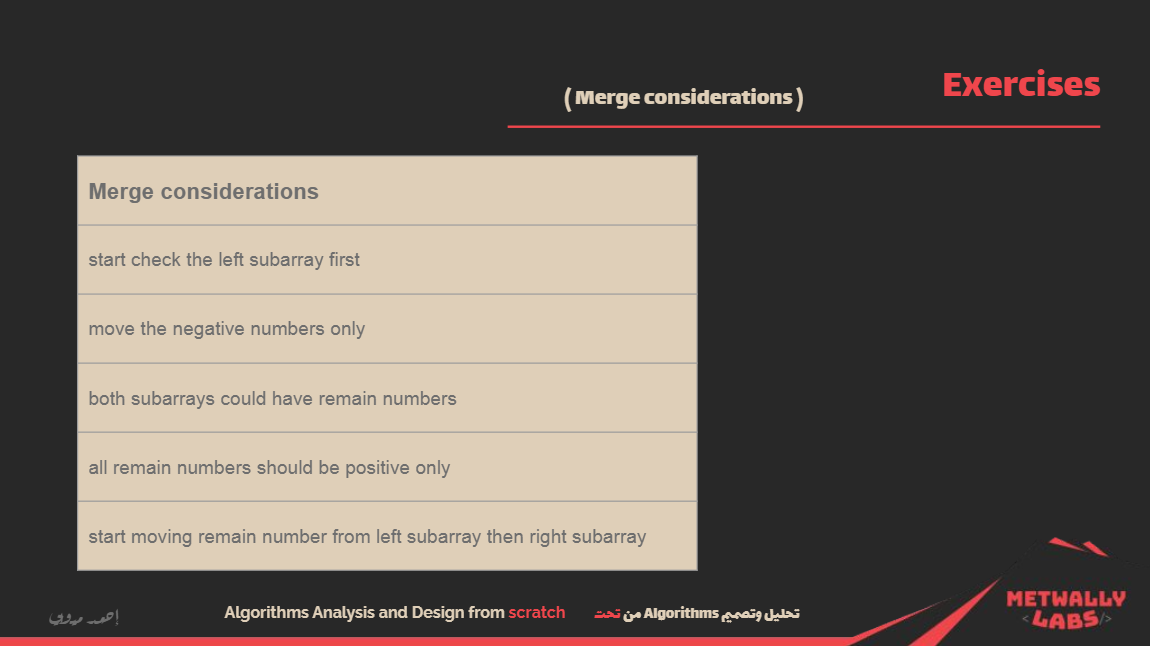 Exercises
( Merge considerations )
Merge considerations
start check the left subarray first
move the negative numbers only
both subarrays could have remain numbers
all remain numbers should be positive only
start moving remain number from left subarray then right subarray
Algorithms Analysis and Design from scratch
تحليل وتصميم Algorithms من تحت
METWALLY
<LABS/>